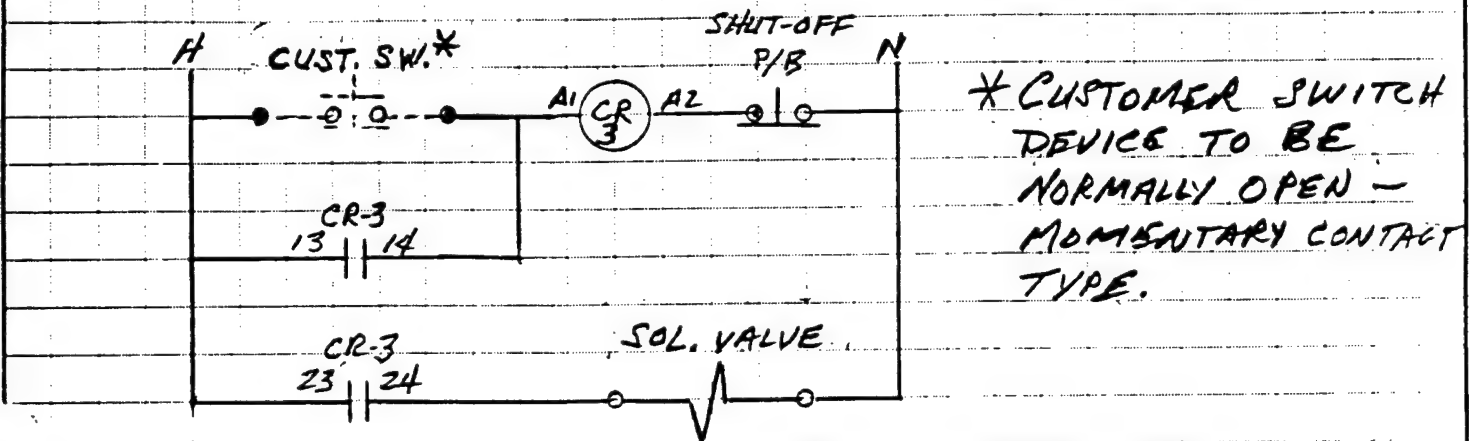 SHUT-OFF
P/B
H
CUST. SW.*
N
A1
CR
3
A2
CR-3
13
14
CR-3
23
24
SOL. VALVE
* CUSTOMER SWITCH
DEVICE TO BE
NORMALLY OPEN –
MOMENTARY CONTACT
TYPE.